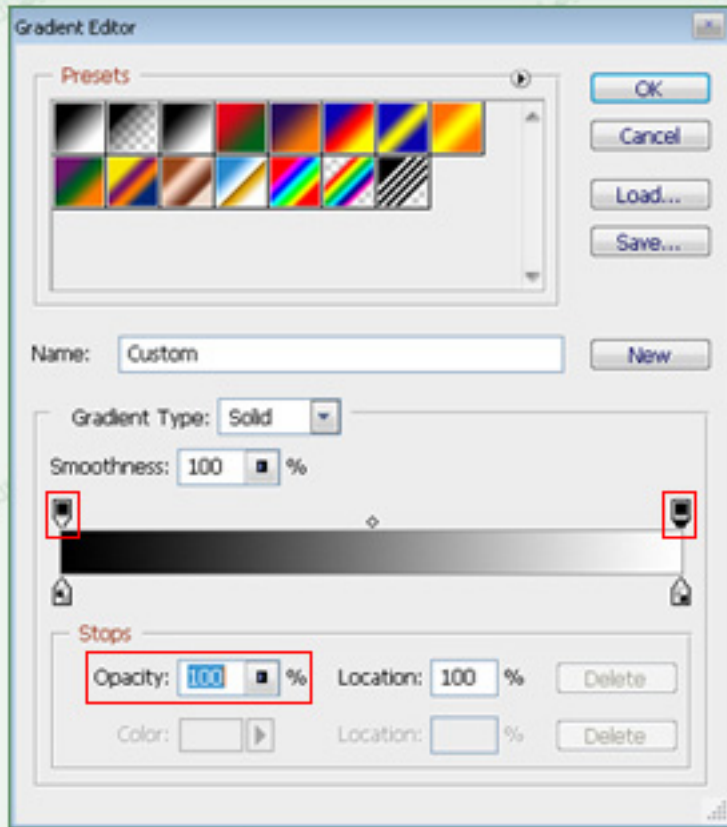 Gradient Editor
Presets
OK
Cancel
Load...
Save...
Name: Custom
New
Gradient Type: Solid
Smoothness: 100 %
Stops
Opacity: 100 % Location: 100 % Delete
Color: Location: % Delete